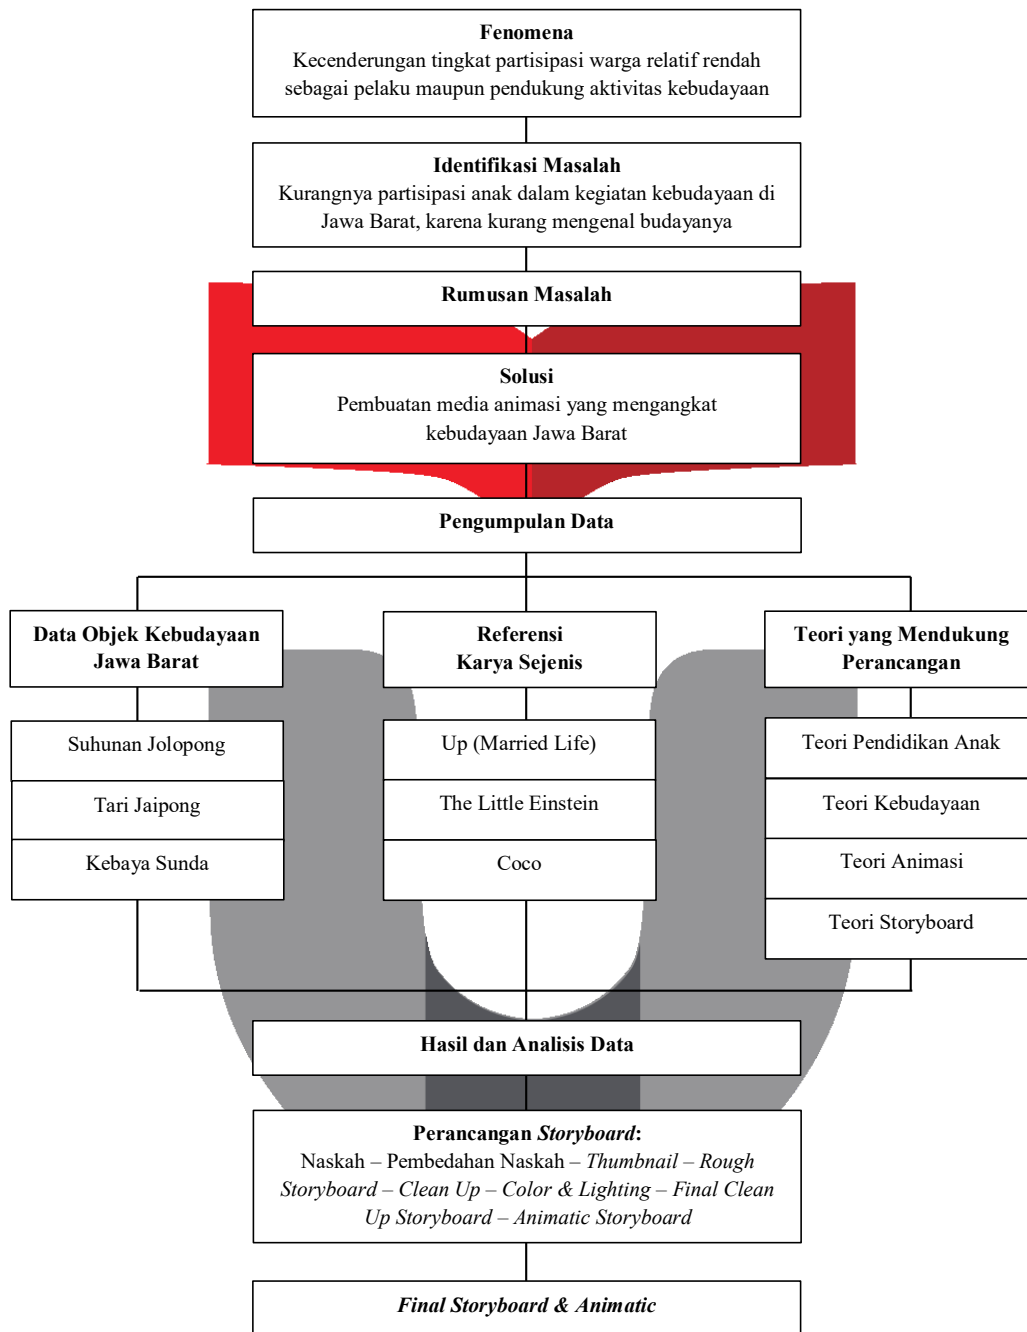 Fenomena
Kecenderungan tingkat partisipasi warga relatif rendah
sebagai pelaku maupun pendukung aktivitas kebudayaan
Identifikasi Masalah
Kurangnya partisipasi anak dalam kegiatan kebudayaan di
Jawa Barat, karena kurang mengenal budayanya
Rumusan Masalah
Solusi
Pembuatan media animasi yang mengangkat
kebudayaan Jawa Barat
Pengumpulan Data
Data Objek Kebudayaan
Jawa Barat
Suhunan Jolopong
Tari Jaipong
Kebaya Sunda
Referensi
Karya Sejenis
Up (Married Life)
The Little Einstein
Coco
Teori yang Mendukung
Perancangan
Teori Pendidikan Anak
Teori Kebudayaan
Teori Animasi
Teori Storyboard
Hasil dan Analisis Data
Perancangan Storyboard:
Naskah – Pembedahan Naskah – Thumbnail – Rough
Storyboard – Clean Up – Color & Lighting – Final Clean
Up Storyboard – Animatic Storyboard
Final Storyboard & Animatic